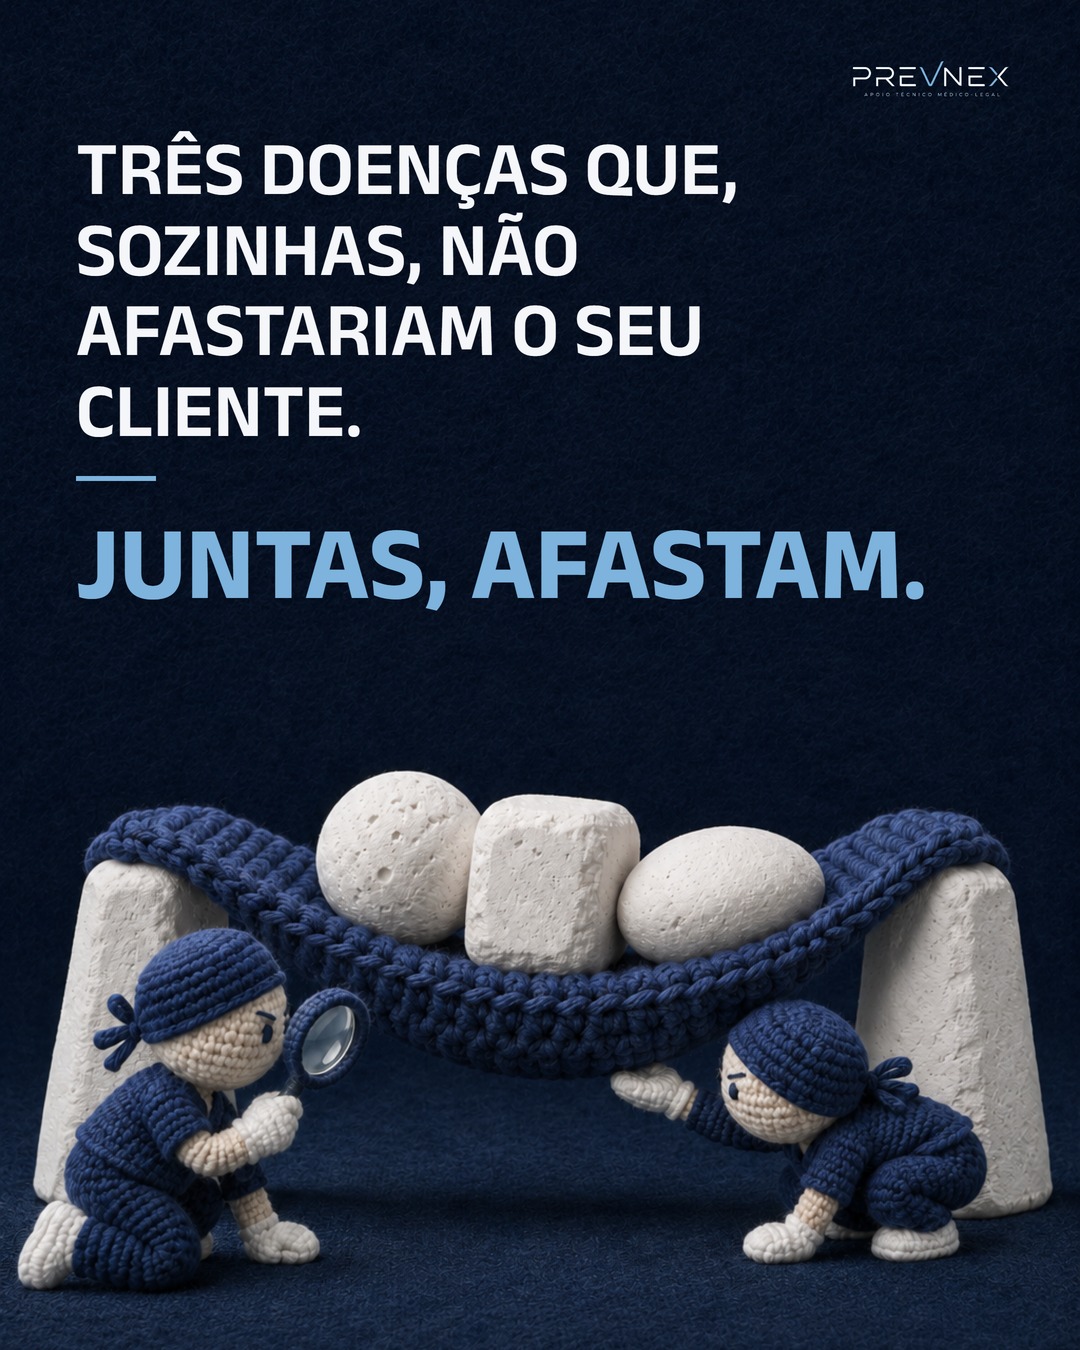 PREVNEX
APOIO TÉCNICO MÉDICO-LEGAL
TRÊS DOENÇAS QUE,
SOZINHAS, NÃO
AFASTARIAM O SEU
CLIENTE.
JUNTAS, AFASTAM.